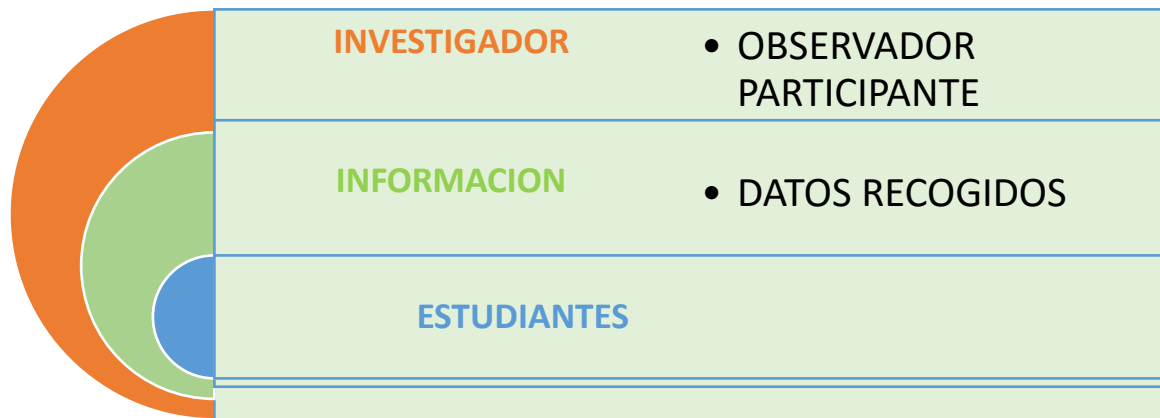 INVESTIGADOR
• OBSERVADOR
PARTICIPANTE
INFORMACION
• DATOS RECOGIDOS
ESTUDIANTES